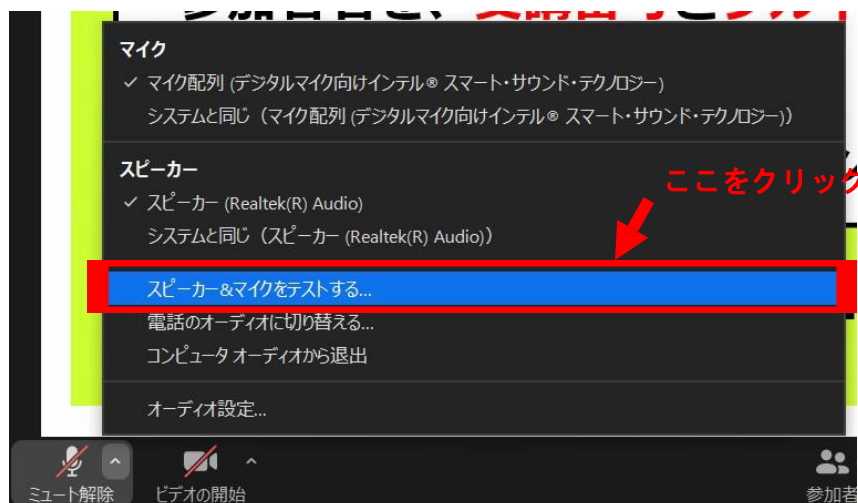 マイク
✓ マイク配列 (デジタルマイク向けインテル® スマート・サウンド・テクノロジー)
システムと同じ（マイク配列 (デジタルマイク向けインテル® スマート・サウンド・テクノロジー)）
スピーカー
ここをクリック
✓ スピーカー (Realtek(R) Audio)
システムと同じ（スピーカー (Realtek(R) Audio)）
スピーカー&マイクをテストする...
電話のオーディオに切り替える...
コンピュータ オーディオから退出
オーディオ設定...
ミュート解除 ビデオの開始 参加者